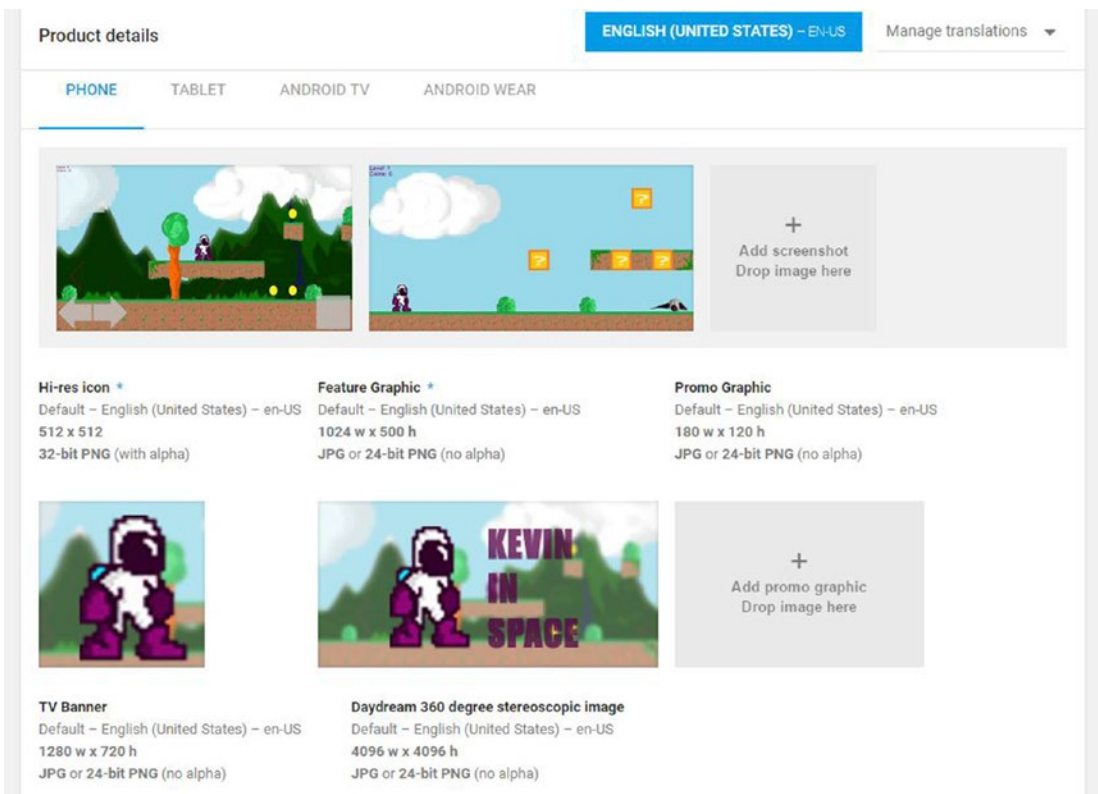 Product details
ENGLISH (UNITED STATES) – EN-US
Manage translations
PHONE
TABLET
ANDROID TV
ANDROID WEAR
Level: 1
Coins: 0
?
?
? ? ?
+
Add screenshot
Drop image here
Hi-res icon *
Default – English (United States) – en-US
512 x 512
32-bit PNG (with alpha)
Feature Graphic *
Default – English (United States) – en-US
1024 w x 500 h
JPG or 24-bit PNG (no alpha)
Promo Graphic
Default – English (United States) – en-US
180 w x 120 h
JPG or 24-bit PNG (no alpha)
KEVIN
IN
SPACE
+
Add promo graphic
Drop image here
TV Banner
Default – English (United States) – en-US
1280 w x 720 h
JPG or 24-bit PNG (no alpha)
Daydream 360 degree stereoscopic image
Default – English (United States) – en-US
4096 w x 4096 h
JPG or 24-bit PNG (no alpha)